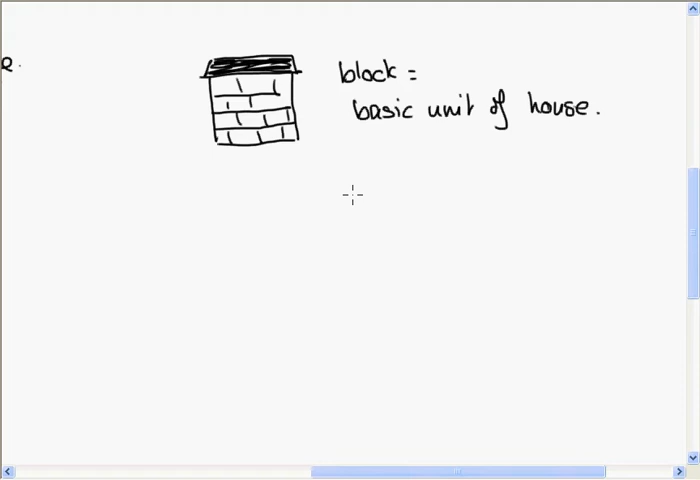 e.
block =
basic unit of house.